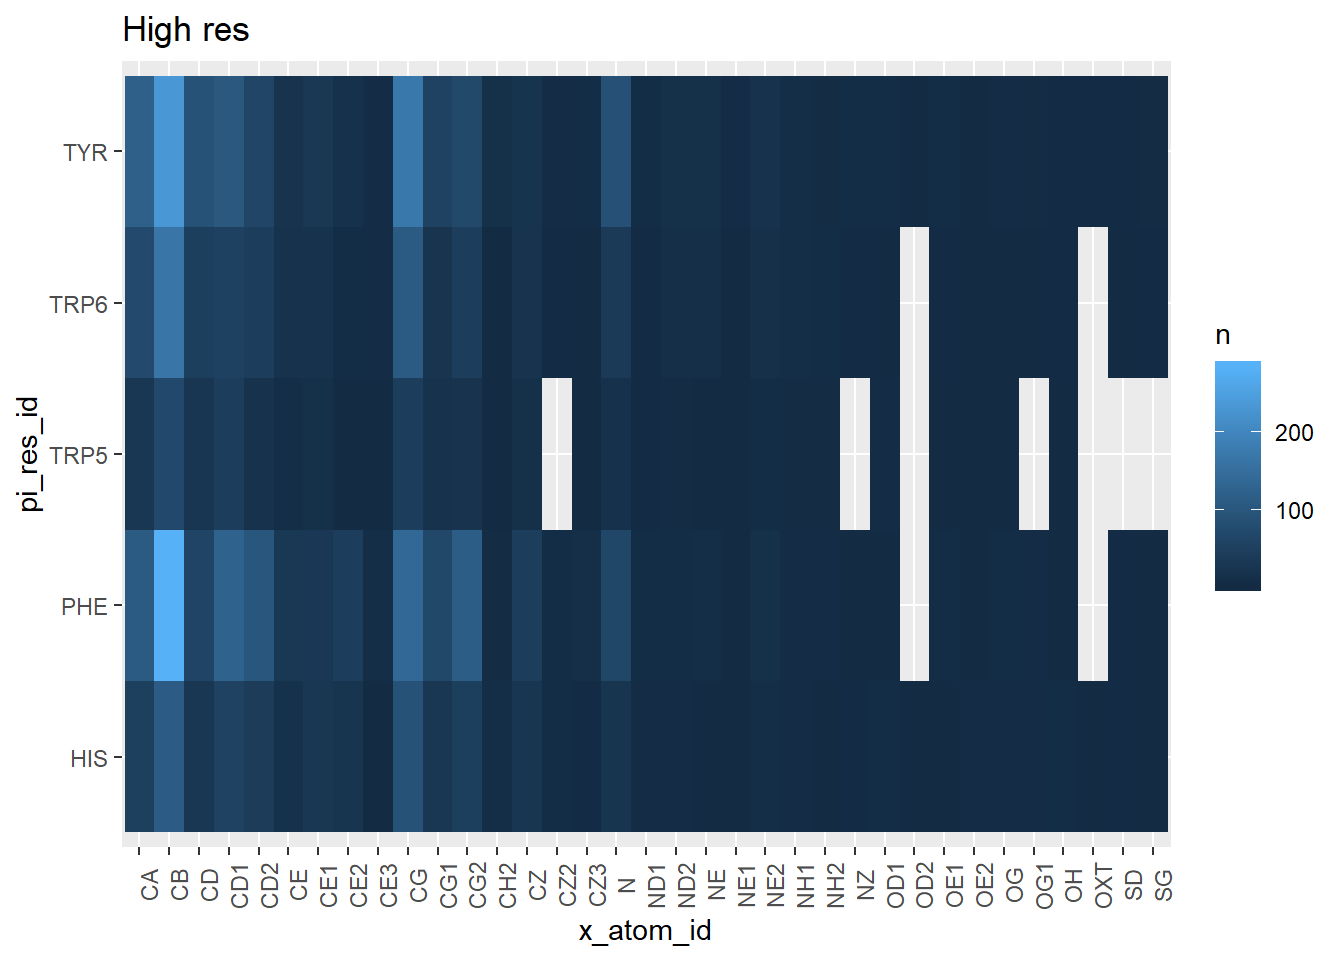 High res
pi_res_id
TYR
TRP6
TRP5
PHE
HIS
CA CB CD CD1 CD2 CE CE1 CE2 CE3 CG CG1 CG2 CH2 CZ CZ2 CZ3 N ND1 ND2 NE NE1 NE2 NH1 NH2 NZ OD1 OD2 OE1 OE2 OG OG1 OH OXT SD SG
x_atom_id
n
200
100